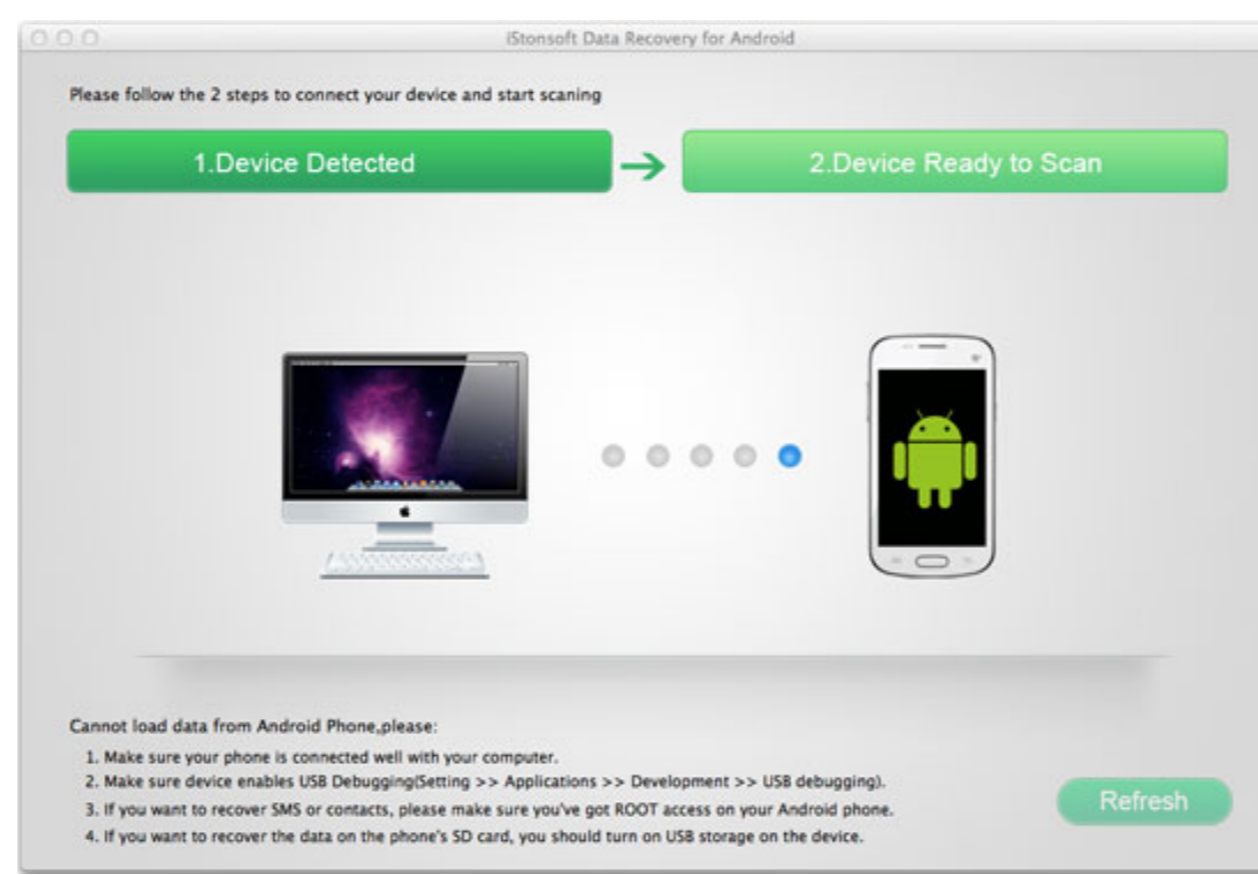 iStonsoft Data Recovery for Android
Please follow the 2 steps to connect your device and start scaning
1.Device Detected
2.Device Ready to Scan
Cannot load data from Android Phone,please:
1. Make sure your phone is connected well with your computer.
2. Make sure device enables USB Debugging(Setting >> Applications >> Development >> USB debugging).
3. If you want to recover SMS or contacts, please make sure you've got ROOT access on your Android phone.
4. If you want to recover the data on the phone's SD card, you should turn on USB storage on the device.
Refresh